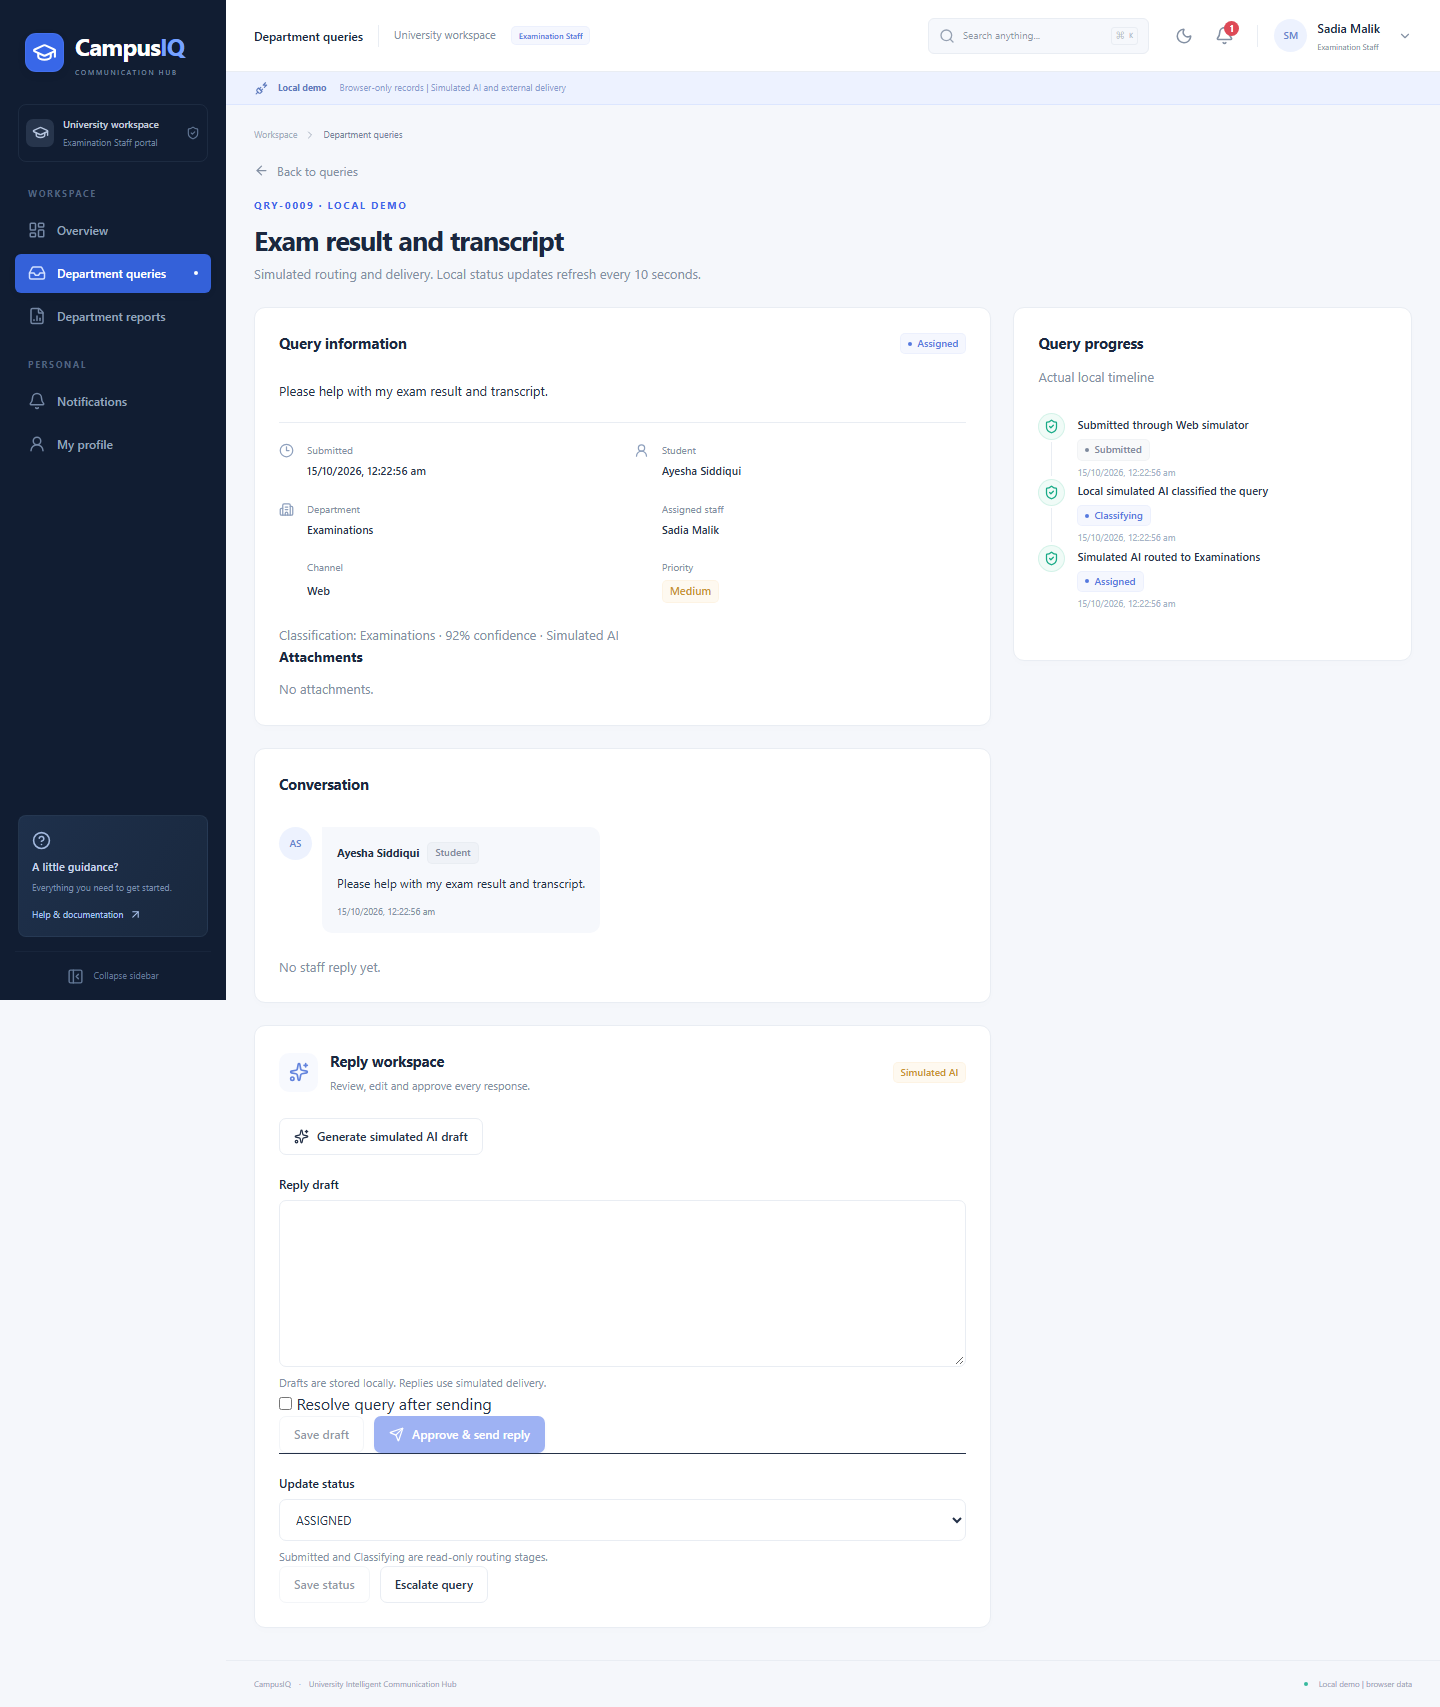 CampusIQ
COMMUNICATION HUB
University workspace
Examination Staff portal
WORKSPACE
Overview
Department queries
Department reports
PERSONAL
Notifications
My profile
A little guidance?
Everything you need to get started.
Help & documentation
Collapse sidebar
Department queries
University workspace
Examination Staff
Search anything...
⌘ K
1
SM
Sadia Malik
Examination Staff
Local demo
Browser-only records | Simulated AI and external delivery
Workspace
Department queries
Back to queries
QRY-0009 · LOCAL DEMO
Exam result and transcript
Simulated routing and delivery. Local status updates refresh every 10 seconds.
Query information
Assigned
Please help with my exam result and transcript.
Submitted
15/10/2026, 12:22:56 am
Student
Ayesha Siddiqui
Department
Examinations
Assigned staff
Sadia Malik
Channel
Web
Priority
Medium
Classification: Examinations · 92% confidence · Simulated AI
Attachments
No attachments.
Query progress
Actual local timeline
Submitted through Web simulator
Submitted
15/10/2026, 12:22:56 am
Local simulated AI classified the query
Classifying
15/10/2026, 12:22:56 am
Simulated AI routed to Examinations
Assigned
15/10/2026, 12:22:56 am
Conversation
AS
Ayesha Siddiqui
Student
Please help with my exam result and transcript.
15/10/2026, 12:22:56 am
No staff reply yet.
Reply workspace
Review, edit and approve every response.
Simulated AI
Generate simulated AI draft
Reply draft
Drafts are stored locally. Replies use simulated delivery.
Resolve query after sending
Save draft
Approve & send reply
Update status
ASSIGNED
Submitted and Classifying are read-only routing stages.
Save status
Escalate query
CampusIQ · University Intelligent Communication Hub
Local demo | browser data